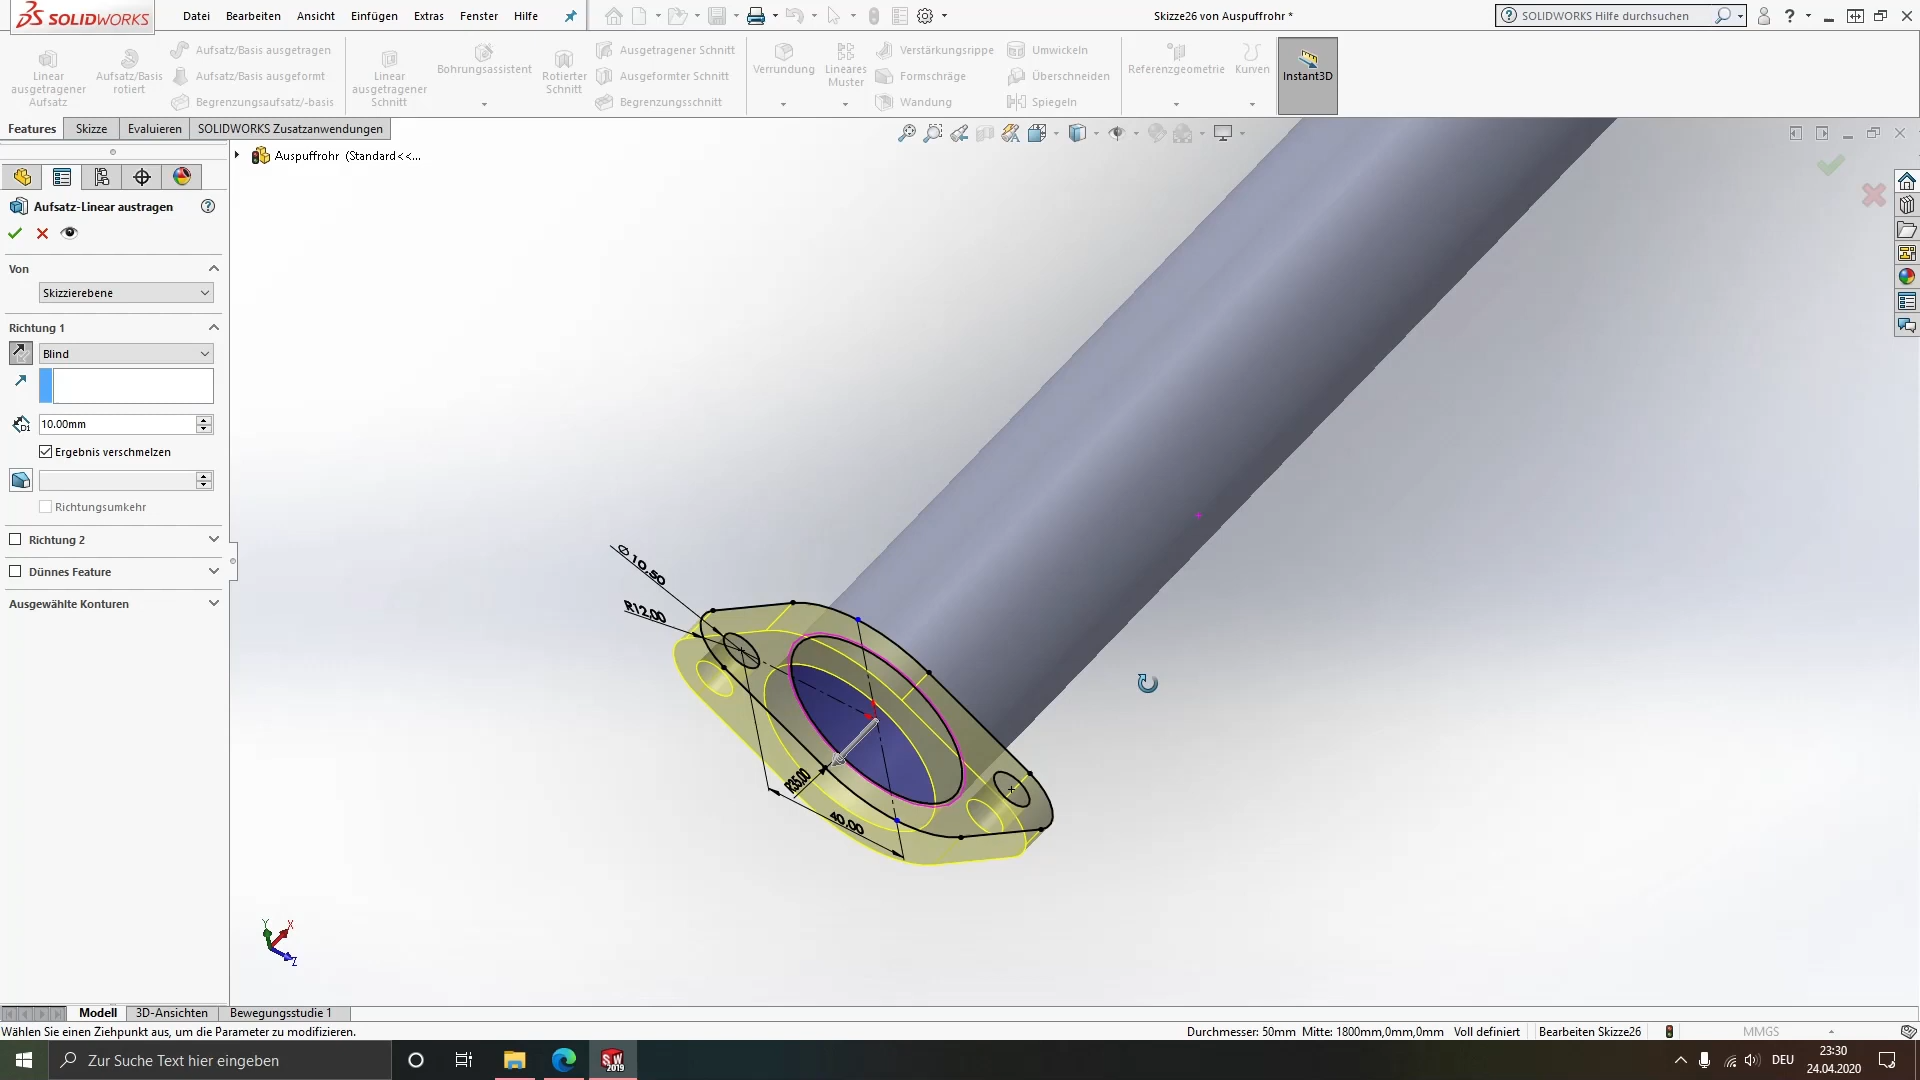 SOLIDWORKS
Datei
Bearbeiten
Ansicht
Einfügen
Extras
Fenster
Hilfe
Skizze26 von Auspuffrohr *
SOLIDWORKS Hilfe durchsuchen
Linear
ausgetragener
Aufsatz
Aufsatz/Basis
rotiert
Aufsatz/Basis ausgetragen
Aufsatz/Basis ausgeformt
Begrenzungsaufsatz/-basis
Linear
ausgetragener
Schnitt
Bohrungsassistent
Rotierter
Schnitt
Ausgetragener Schnitt
Ausgeformter Schnitt
Begrenzungsschnitt
Verrundung
Lineares
Muster
Verstärkungsrippe
Formschräge
Wandung
Umwickeln
Überschneiden
Spiegeln
Referenzgeometrie
Kurven
Instant3D
Features
Skizze
Evaluieren
SOLIDWORKS Zusatzanwendungen
Auspuffrohr (Standard<<...
Aufsatz-Linear austragen
Von
Skizzierebene
Richtung 1
Blind
D1
10.00mm
Ergebnis verschmelzen
Richtungsumkehr
Richtung 2
Dünnes Feature
Ausgewählte Konturen
∅10,50
R12,00
R35,00
40,00
Y
X
Z
Modell
3D-Ansichten
Bewegungsstudie 1
Wählen Sie einen Ziehpunkt aus, um die Parameter zu modifizieren.
Durchmesser: 50mm Mitte: 1800mm,0mm,0mm
Voll definiert
Bearbeiten Skizze26
MMGS
Zur Suche Text hier eingeben
SW
2019
DEU
23:30
24.04.2020